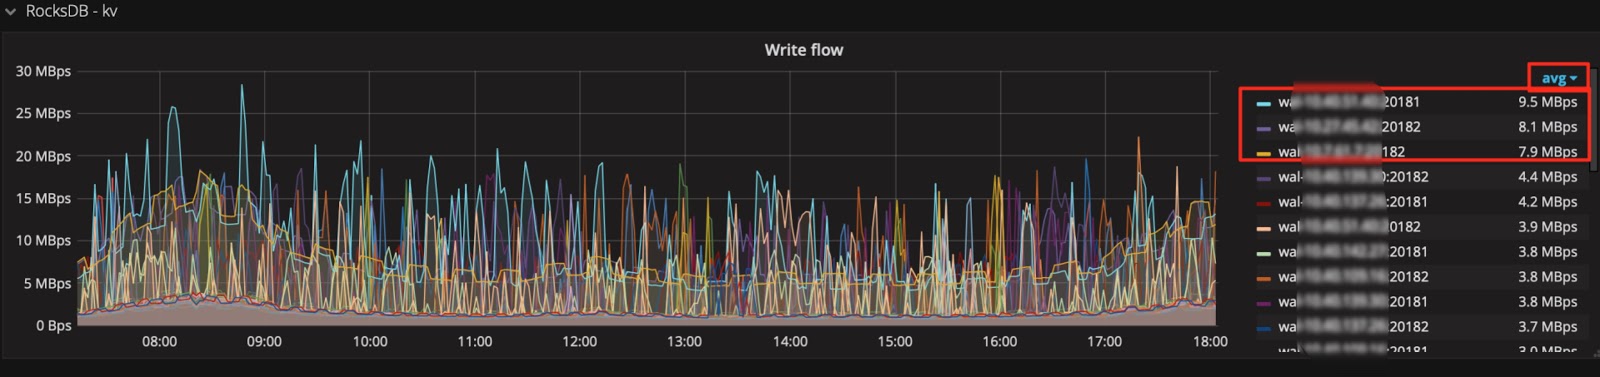 RocksDB - kv
Write flow
30 MBps
25 MBps
20 MBps
15 MBps
10 MBps
5 MBps
0 Bps
08:00 09:00 10:00 11:00 12:00 13:00 14:00 15:00 16:00 17:00 18:00
avg
20181 9.5 MBps
20182 8.1 MBps
182 7.9 MBps
wal- :20182 4.4 MBps
wal- :20181 4.2 MBps
wal- 0182 3.9 MBps
wal- 20181 3.8 MBps
wal- 20182 3.8 MBps
wal- 20181 3.8 MBps
wal- 20182 3.7 MBps